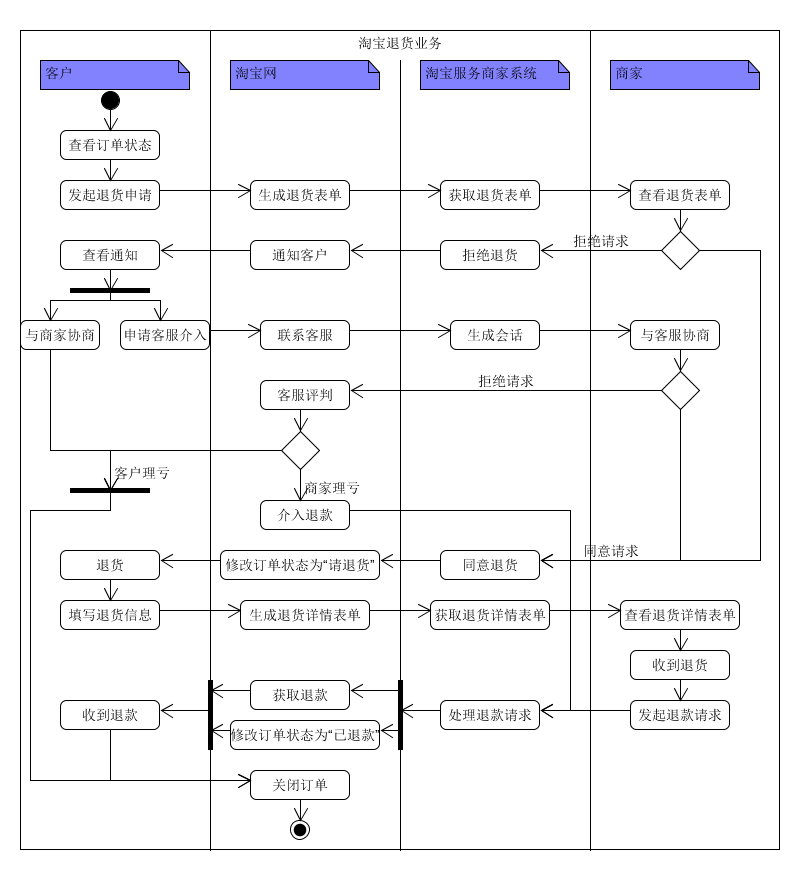 淘宝退货业务
客户
淘宝网
淘宝服务商家系统
商家
查看订单状态
发起退货申请
生成退货表单
获取退货表单
查看退货表单
拒绝请求
查看通知
通知客户
拒绝退货
与商家协商
申请客服介入
联系客服
生成会话
与客服协商
拒绝请求
客服评判
客户理亏
商家理亏
介入退款
同意请求
退货
修改订单状态为“请退货”
同意退货
填写退货信息
生成退货详情表单
获取退货详情表单
查看退货详情表单
收到退货
获取退款
收到退款
处理退款请求
发起退款请求
修改订单状态为“已退款”
关闭订单